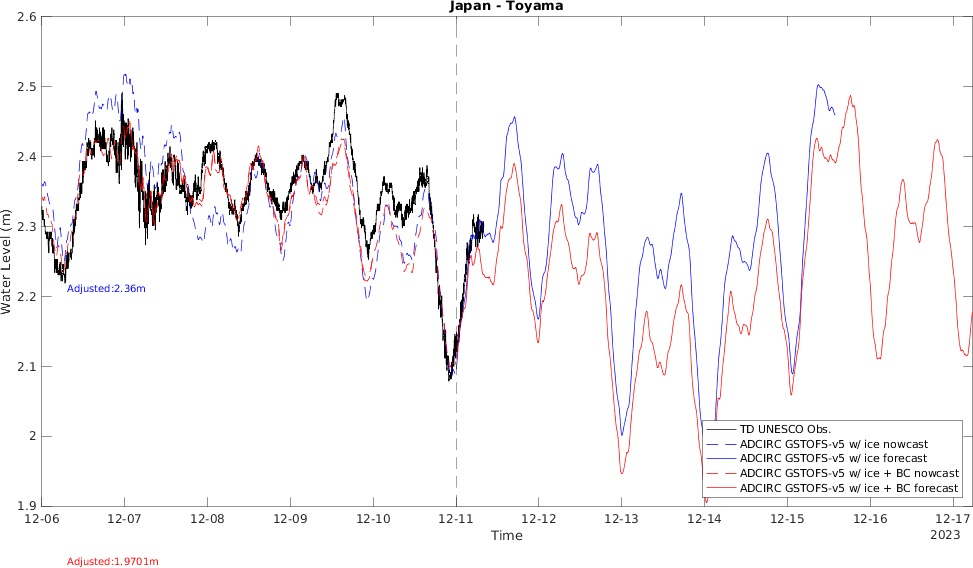 Japan - Toyama
2.6
2.5
2.4
2.3
2.2
2.1
2
1.9
Water Level (m)
Adjusted:2.36m
TD UNESCO Obs.
ADCIRC GSTOFS-v5 w/ ice nowcast
ADCIRC GSTOFS-v5 w/ ice forecast
ADCIRC GSTOFS-v5 w/ ice + BC nowcast
ADCIRC GSTOFS-v5 w/ ice + BC forecast
12-06 12-07 12-08 12-09 12-10 12-11 12-12 12-13 12-14 12-15 12-16 12-17
Time
2023
Adjusted:1.9701m